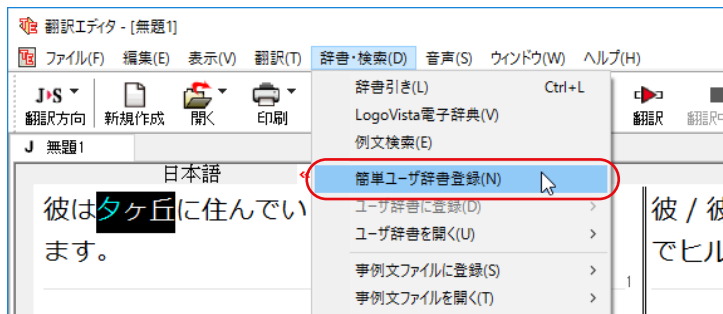 翻訳エディタ - [無題1]
ファイル(F) 編集(E) 表示(V) 翻訳(T) 辞書・検索(D) 音声(S) ウィンドウ(W) ヘルプ(H)
J▸S
翻訳方向 新規作成 開く 印刷 翻訳 翻訳中
J 無題1
日本語
彼は夕ヶ丘に住んでい
ます。
辞書引き(L) Ctrl+L
LogoVista電子辞典(V)
例文検索(E)
簡単ユーザ辞書登録(N)
ユーザ辞書に登録(D)
ユーザ辞書を開く(U)
事例文ファイルに登録(S)
事例文ファイルを開く(T)
1
彼 / 彼
でヒル